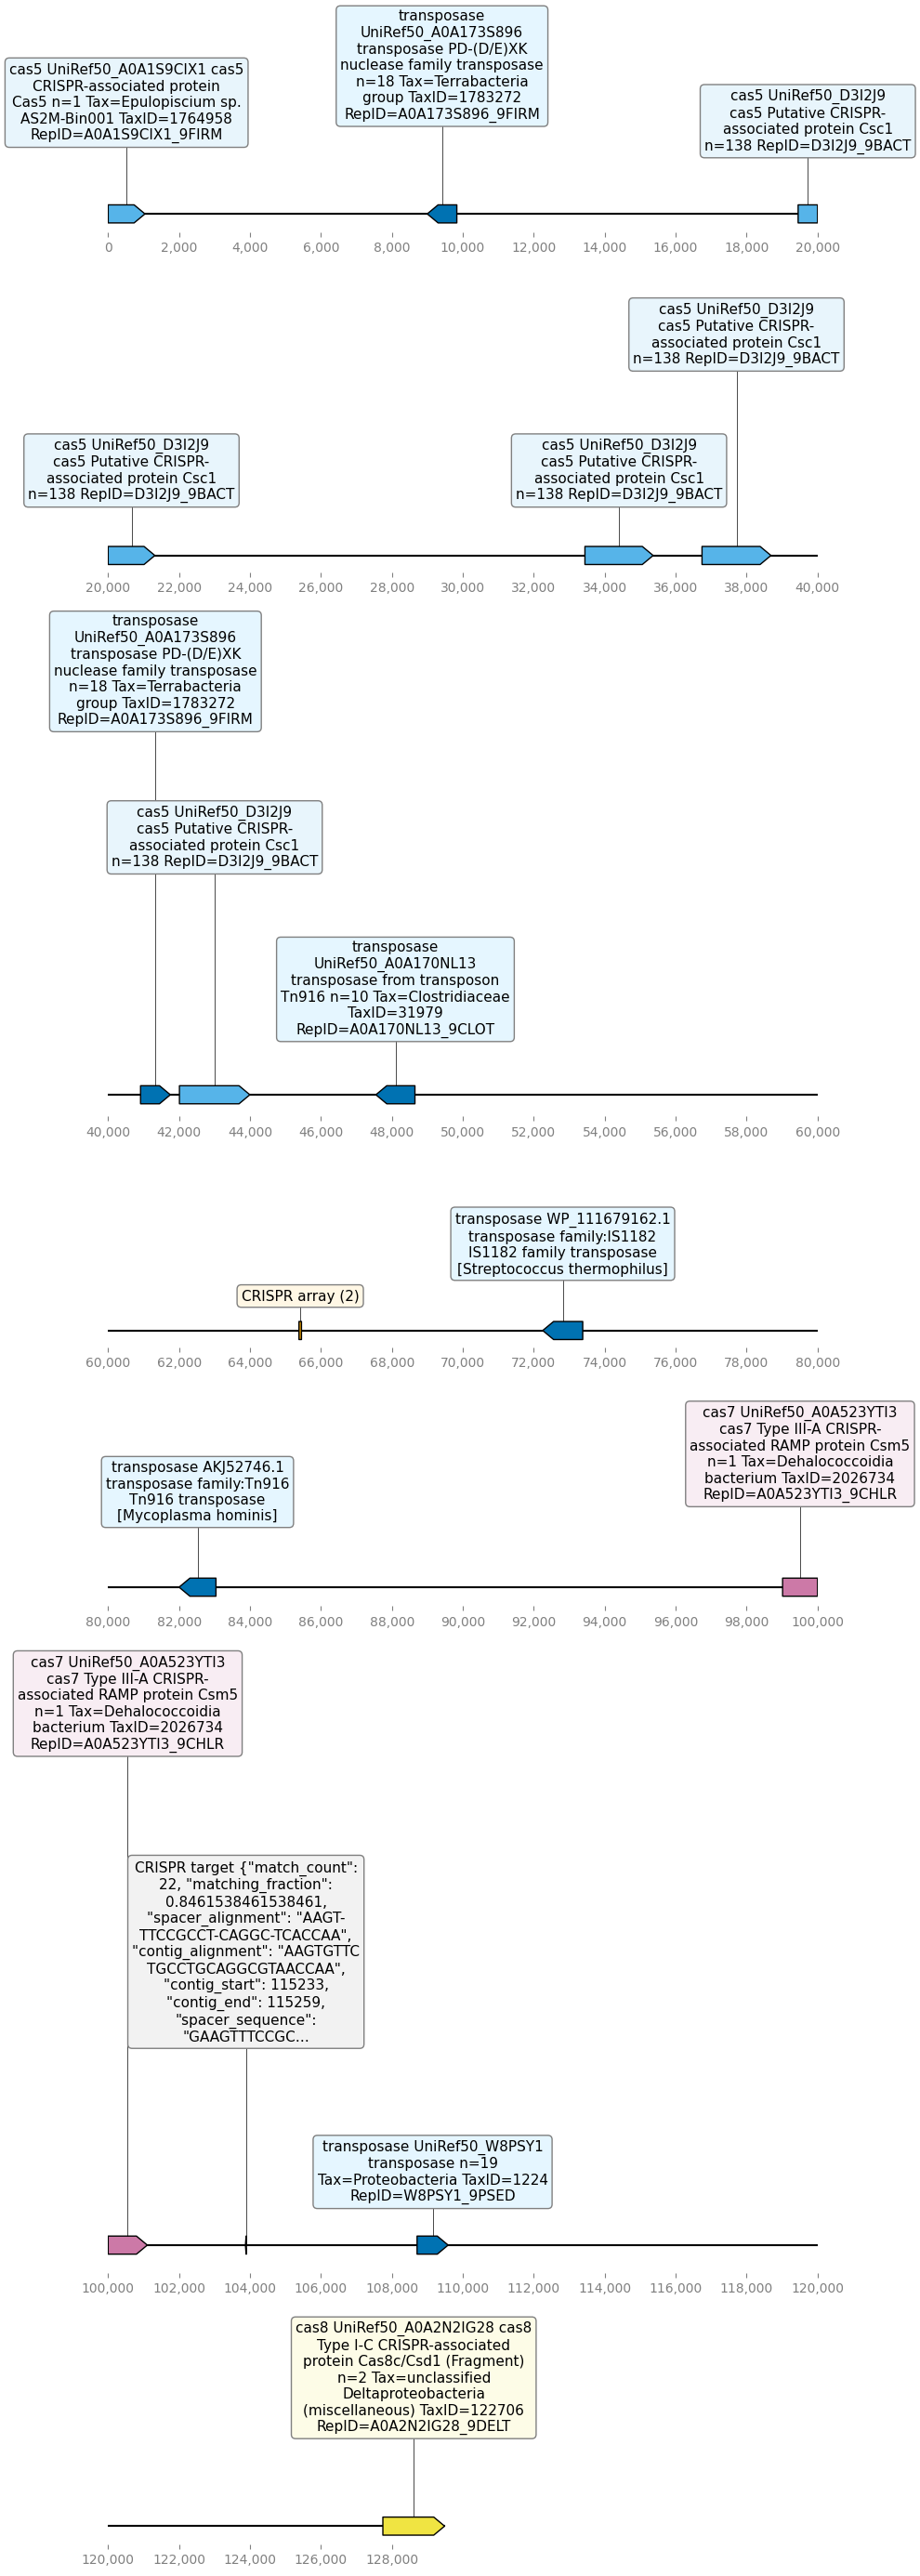 transposase
UniRef50_A0A173S896
transposase PD-(D/E)XK
nuclease family transposase
n=18 Tax=Terrabacteria
group TaxID=1783272
RepID=A0A173S896_9FIRM
cas5 UniRef50_A0A1S9CIX1 cas5
CRISPR-associated protein
Cas5 n=1 Tax=Epulopiscium sp.
AS2M-Bin001 TaxID=1764958
RepID=A0A1S9CIX1_9FIRM
cas5 UniRef50_D3I2J9
cas5 Putative CRISPR-
associated protein Csc1
n=138 RepID=D3I2J9_9BACT
0 2,000 4,000 6,000 8,000 10,000 12,000 14,000 16,000 18,000 20,000
cas5 UniRef50_D3I2J9
cas5 Putative CRISPR-
associated protein Csc1
n=138 RepID=D3I2J9_9BACT
cas5 UniRef50_D3I2J9
cas5 Putative CRISPR-
associated protein Csc1
n=138 RepID=D3I2J9_9BACT
cas5 UniRef50_D3I2J9
cas5 Putative CRISPR-
associated protein Csc1
n=138 RepID=D3I2J9_9BACT
20,000 22,000 24,000 26,000 28,000 30,000 32,000 34,000 36,000 38,000 40,000
transposase
UniRef50_A0A173S896
transposase PD-(D/E)XK
nuclease family transposase
n=18 Tax=Terrabacteria
group TaxID=1783272
RepID=A0A173S896_9FIRM
cas5 UniRef50_D3I2J9
cas5 Putative CRISPR-
associated protein Csc1
n=138 RepID=D3I2J9_9BACT
transposase
UniRef50_A0A170NL13
transposase from transposon
Tn916 n=10 Tax=Clostridiaceae
TaxID=31979
RepID=A0A170NL13_9CLOT
40,000 42,000 44,000 46,000 48,000 50,000 52,000 54,000 56,000 58,000 60,000
transposase WP_111679162.1
transposase family:IS1182
IS1182 family transposase
[Streptococcus thermophilus]
CRISPR array (2)
60,000 62,000 64,000 66,000 68,000 70,000 72,000 74,000 76,000 78,000 80,000
cas7 UniRef50_A0A523YTI3
cas7 Type III-A CRISPR-
associated RAMP protein Csm5
n=1 Tax=Dehalococcoidia
bacterium TaxID=2026734
RepID=A0A523YTI3_9CHLR
transposase AKJ52746.1
transposase family:Tn916
Tn916 transposase
[Mycoplasma hominis]
80,000 82,000 84,000 86,000 88,000 90,000 92,000 94,000 96,000 98,000 100,000
cas7 UniRef50_A0A523YTI3
cas7 Type III-A CRISPR-
associated RAMP protein Csm5
n=1 Tax=Dehalococcoidia
bacterium TaxID=2026734
RepID=A0A523YTI3_9CHLR
CRISPR target {"match_count":
22, "matching_fraction":
0.8461538461538461,
"spacer_alignment": "AAGT-
TTCCGCCT-CAGGC-TCACCAA",
"contig_alignment": "AAGTGTTC
TGCCTGCAGGCGTAACCAA",
"contig_start": 115233,
"contig_end": 115259,
"spacer_sequence":
"GAAGTTTCCGC...
transposase UniRef50_W8PSY1
transposase n=19
Tax=Proteobacteria TaxID=1224
RepID=W8PSY1_9PSED
100,000 102,000 104,000 106,000 108,000 110,000 112,000 114,000 116,000 118,000 120,000
cas8 UniRef50_A0A2N2IG28 cas8
Type I-C CRISPR-associated
protein Cas8c/Csd1 (Fragment)
n=2 Tax=unclassified
Deltaproteobacteria
(miscellaneous) TaxID=122706
RepID=A0A2N2IG28_9DELT
120,000 122,000 124,000 126,000 128,000